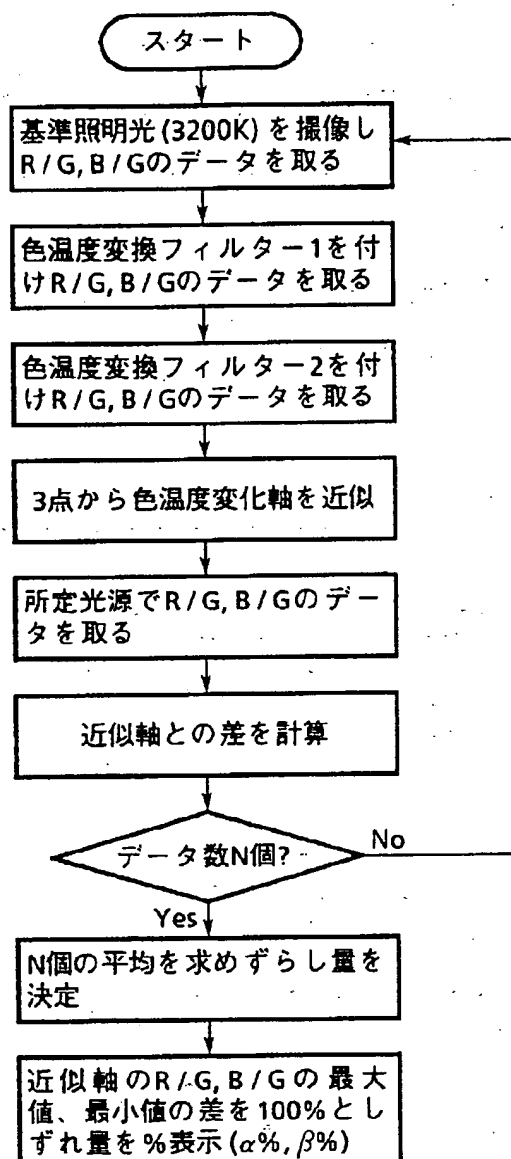 スタート
基準照明光(3200K)を撮像し
R/G, B/Gのデータを取る
色温度変換フィルター1を付
けR/G, B/Gのデータを取る
色温度変換フィルター2を付
けR/G, B/Gのデータを取る
3点から色温度変化軸を近似
所定光源でR/G, B/Gのデー
タを取る
近似軸との差を計算
データ数N個?
No
Yes
N個の平均を求めずらし量を
決定
近似軸のR/G, B/Gの最大
値、最小値の差を100%とし
ずれ量を%表示(α%, β%)